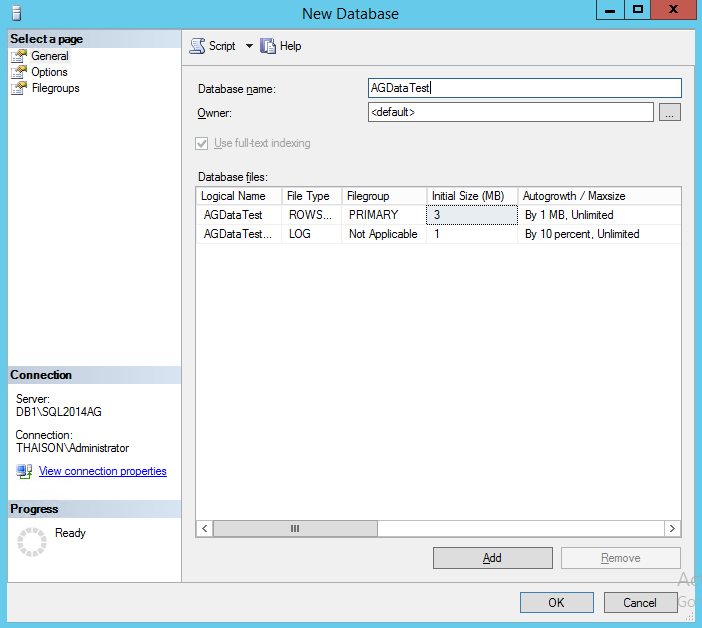 New Database
Select a page
General
Options
Filegroups
Script
Help
Database name:
AGDataTest
Owner:
<default>
...
Use full-text indexing
Database files:
Logical Name File Type Filegroup Initial Size (MB) Autogrowth / Maxsize
AGDataTest ROWS... PRIMARY 3 By 1 MB, Unlimited
AGDataTest... LOG Not Applicable 1 By 10 percent, Unlimited
Connection
Server:
DB1\SQL2014AG
Connection:
THAISON\Administrator
View connection properties
Progress
Ready
Add
Remove
OK
Cancel